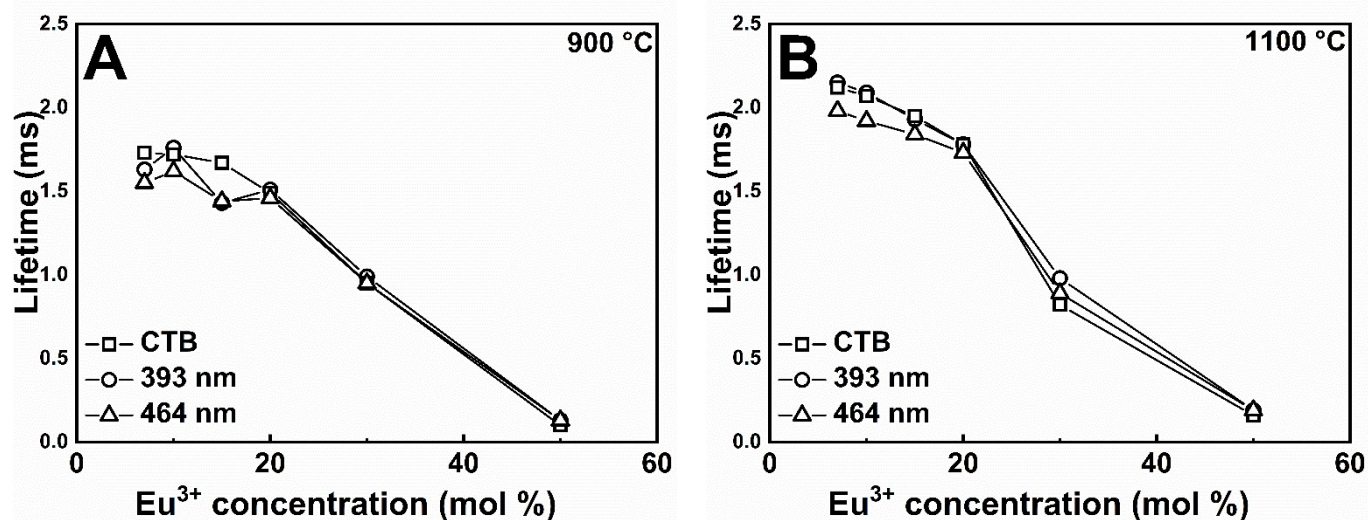 A
900 °C
2.5
2.0
1.5
1.0
0.5
0.0
Lifetime (ms)
CTB
393 nm
464 nm
0 20 40 60
Eu³⁺ concentration (mol %)
B
1100 °C
2.5
2.0
1.5
1.0
0.5
0.0
Lifetime (ms)
CTB
393 nm
464 nm
0 20 40 60
Eu³⁺ concentration (mol %)